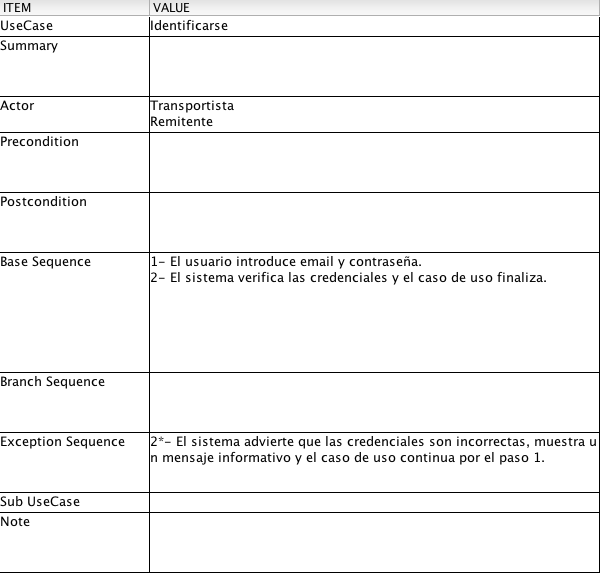 ITEM VALUE
UseCase Identificarse
Summary
Actor Transportista
Remitente
Precondition
Postcondition
Base Sequence 1- El usuario introduce email y contraseña.
2- El sistema verifica las credenciales y el caso de uso finaliza.
Branch Sequence
Exception Sequence 2*- El sistema advierte que las credenciales son incorrectas, muestra u
n mensaje informativo y el caso de uso continua por el paso 1.
Sub UseCase
Note